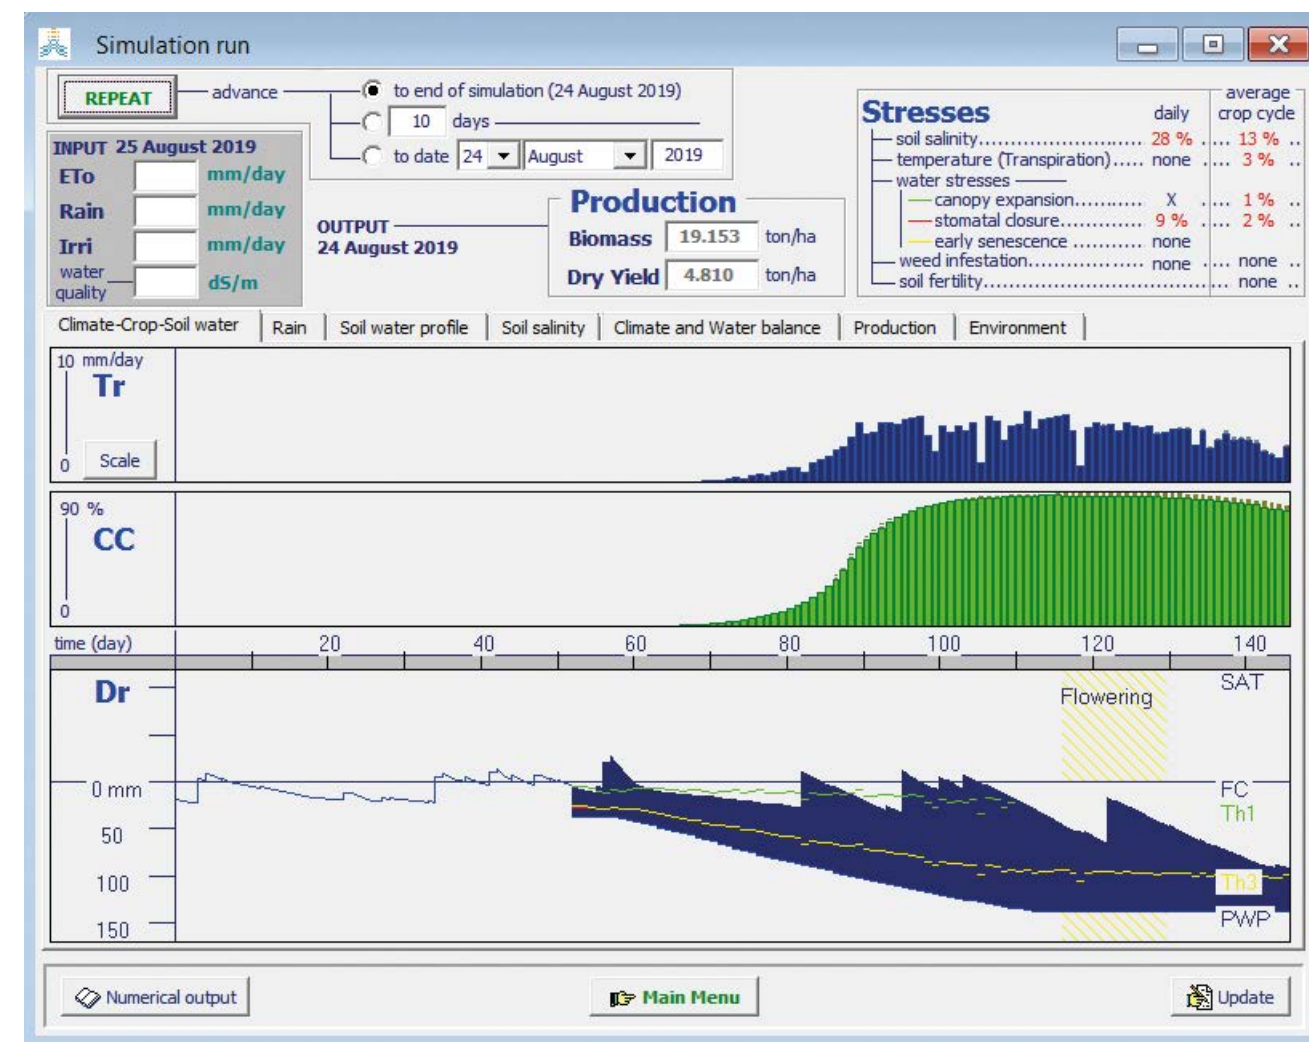 Simulation run
REPEAT
advance
to end of simulation (24 August 2019)
10 days
to date 24 August 2019
INPUT 25 August 2019
ETo mm/day
Rain mm/day
Irri mm/day
water
quality dS/m
OUTPUT
24 August 2019
Production
Biomass 19.153 ton/ha
Dry Yield 4.810 ton/ha
Stresses daily average
crop cycle
soil salinity........................... 28 % .... 13 % ..
temperature (Transpiration)..... none .... 3 % ..
water stresses
canopy expansion............ X .... 1 % ..
stomatal closure............... 9 % .... 2 % ..
early senescence ............ none
weed infestation.................. none .... none ..
soil fertility........................................ none ..
Climate-Crop-Soil water Rain Soil water profile Soil salinity Climate and Water balance Production Environment
10 mm/day
Tr
0 Scale
90 %
CC
0
time (day) 20 40 60 80 100 120 140
Dr
SAT
Flowering
0 mm
FC
Th1
50
100
Th3
PWP
150
Numerical output
Main Menu
Update